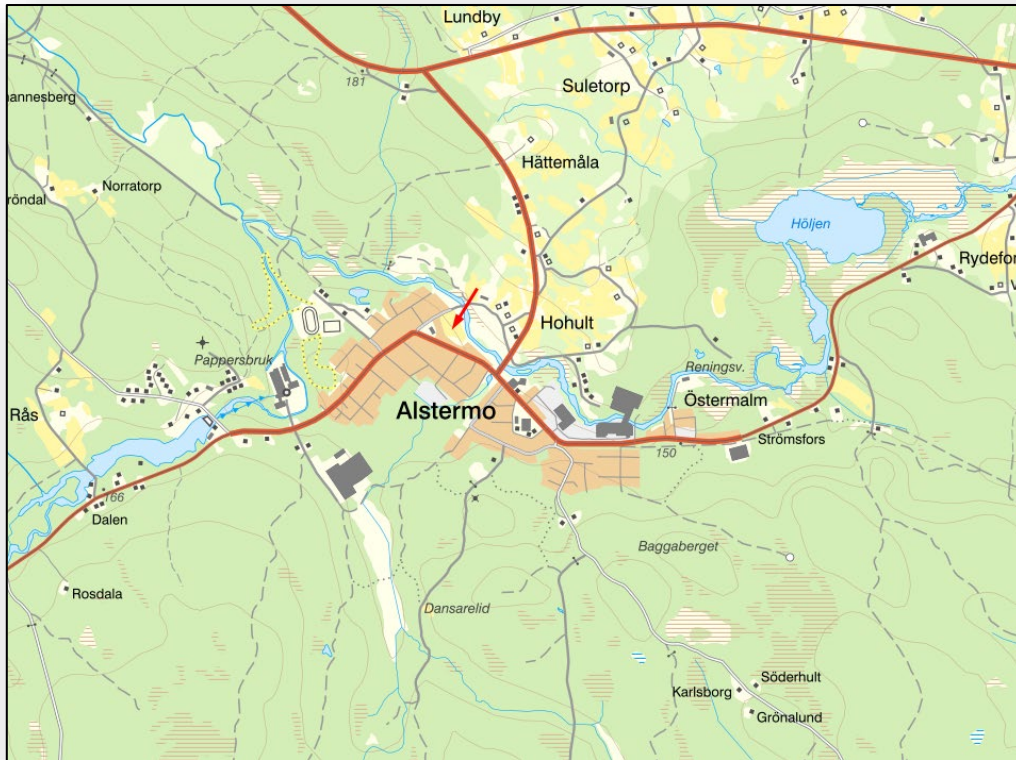 Lundby
181
Suletorp
annesberg
Hättemåla
Norratorp
röndal
Höljen
Rydefor
Hohult
Pappersbruk
Reningsv.
Östermalm
Rås
Alstermo
Strömsfors
150
166
Dalen
Baggaberget
Rosdala
Dansarelid
Söderhult
Karlsborg
Grönalund